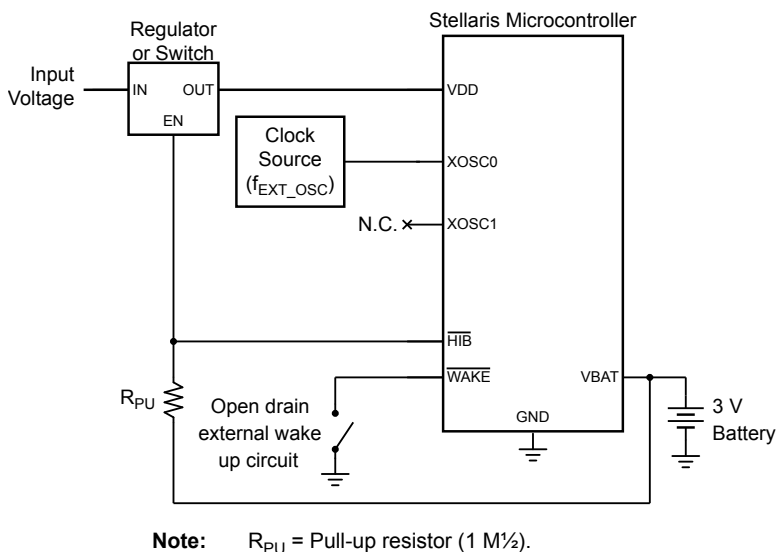 Stellaris Microcontroller
Regulator
or Switch
Input
Voltage
IN
OUT
EN
VDD
Clock
Source
(fEXT_OSC)
XOSC0
N.C.
XOSC1
HIB
WAKE
VBAT
RPU
Open drain
external wake
up circuit
GND
3 V
Battery
Note: RPU = Pull-up resistor (1 M½).